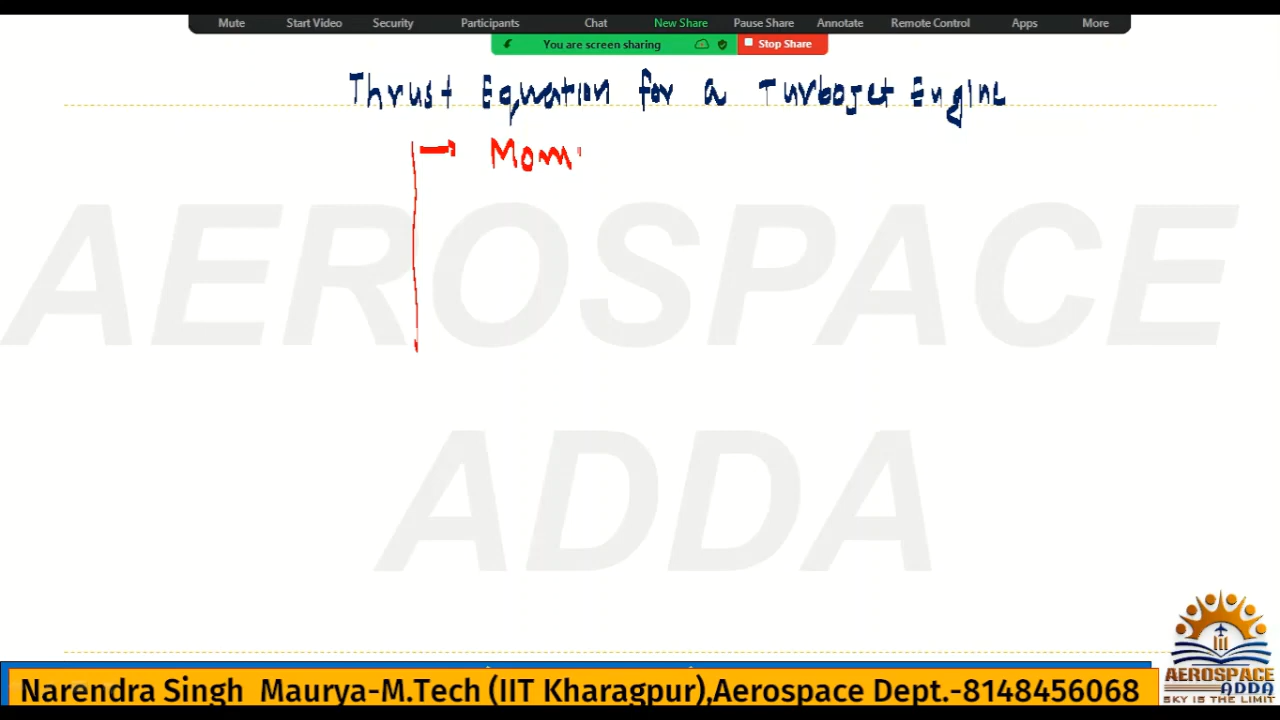 Mute Start Video Security Participants Chat New Share Pause Share Annotate Remote Control Apps More
You are screen sharing Stop Share
Thrust Equation for a Turbojet Engine
Mom
AEROSPACE
ADDA
Narendra Singh Maurya-M.Tech (IIT Kharagpur),Aerospace Dept.-8148456068
AEROSPACE
ADDA
SKY IS THE LIMIT